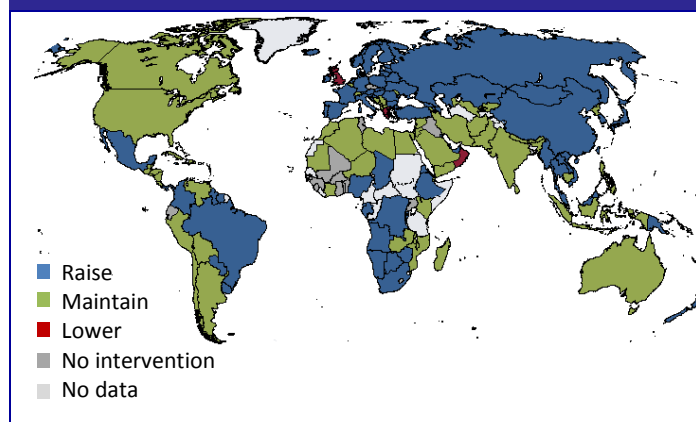 Raise
Maintain
Lower
No intervention
No data